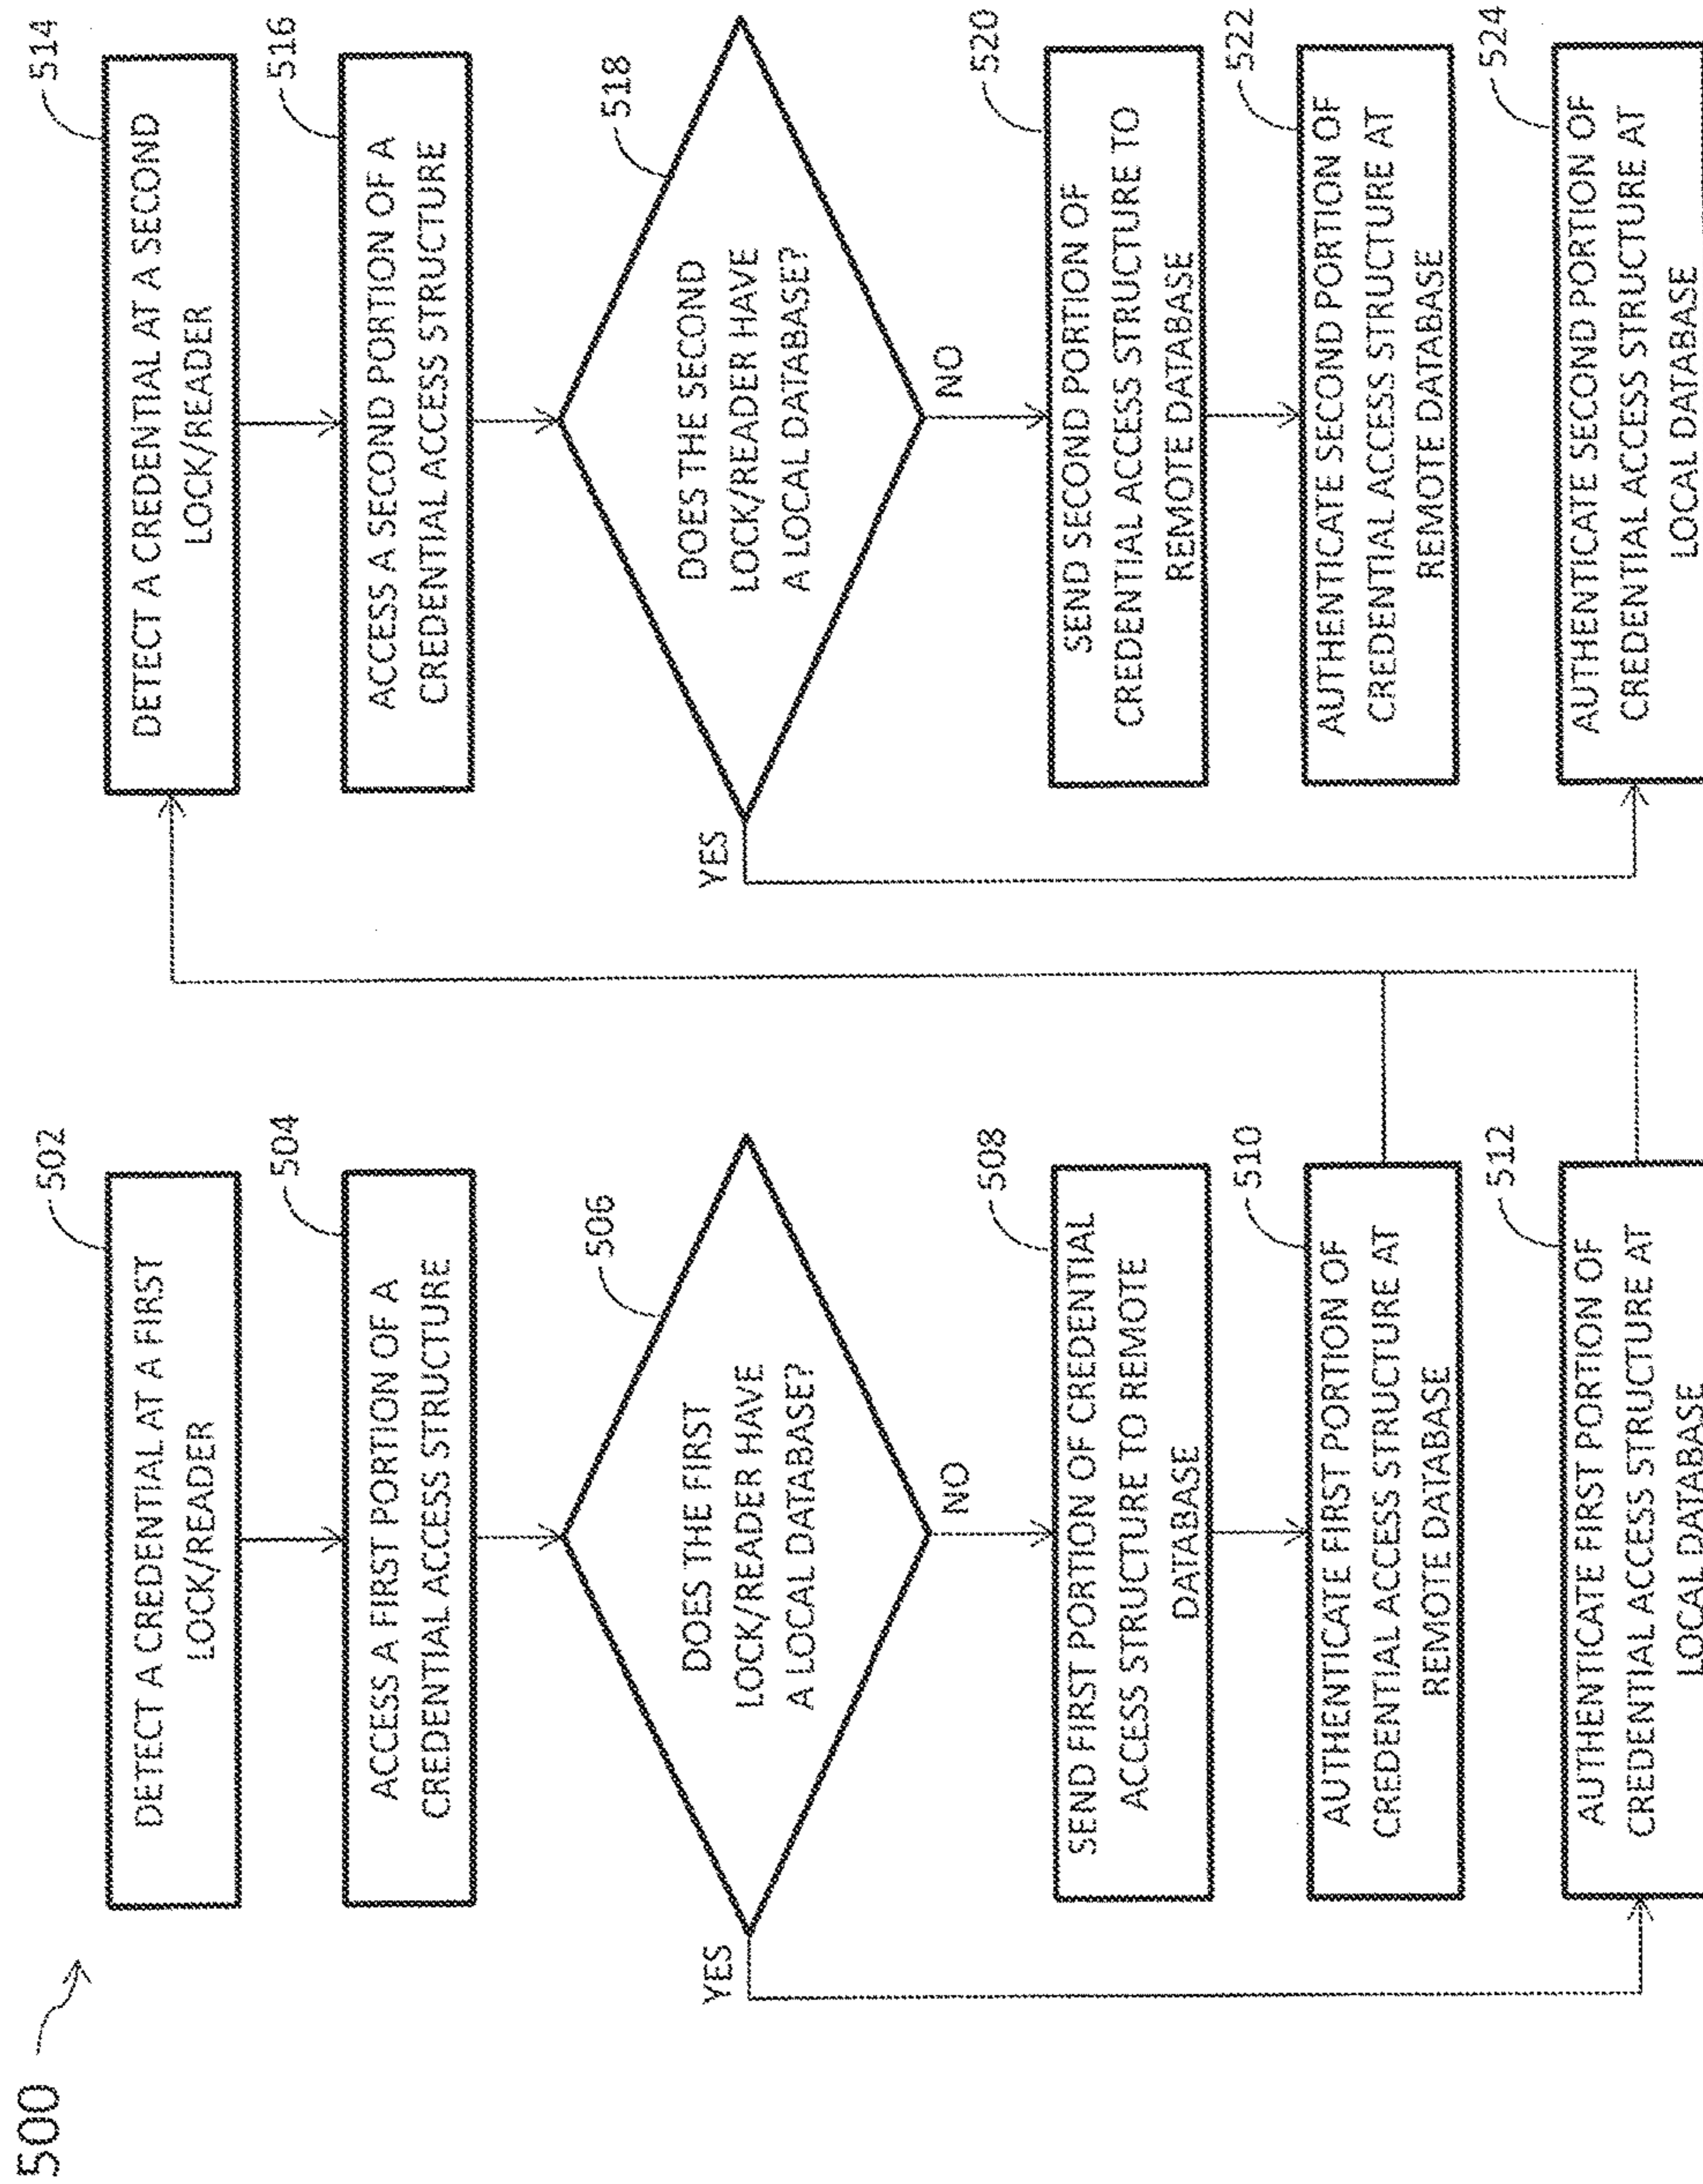 500
502
DETECT A CREDENTIAL AT A FIRST
LOCK/READER
504
ACCESS A FIRST PORTION OF A
CREDENTIAL ACCESS STRUCTURE
506
DOES THE FIRST
LOCK/READER HAVE
A LOCAL DATABASE?
YES
NO
508
SEND FIRST PORTION OF CREDENTIAL
ACCESS STRUCTURE TO REMOTE
DATABASE
510
AUTHENTICATE FIRST PORTION OF
CREDENTIAL ACCESS STRUCTURE AT
REMOTE DATABASE
512
AUTHENTICATE FIRST PORTION OF
CREDENTIAL ACCESS STRUCTURE AT
LOCAL DATABASE
514
DETECT A CREDENTIAL AT A SECOND
LOCK/READER
516
ACCESS A SECOND PORTION OF A
CREDENTIAL ACCESS STRUCTURE
518
DOES THE SECOND
LOCK/READER HAVE
A LOCAL DATABASE?
YES
NO
520
SEND SECOND PORTION OF
CREDENTIAL ACCESS STRUCTURE TO
REMOTE DATABASE
522
AUTHENTICATE SECOND PORTION OF
CREDENTIAL ACCESS STRUCTURE AT
REMOTE DATABASE
524
AUTHENTICATE SECOND PORTION OF
CREDENTIAL ACCESS STRUCTURE AT
LOCAL DATABASE